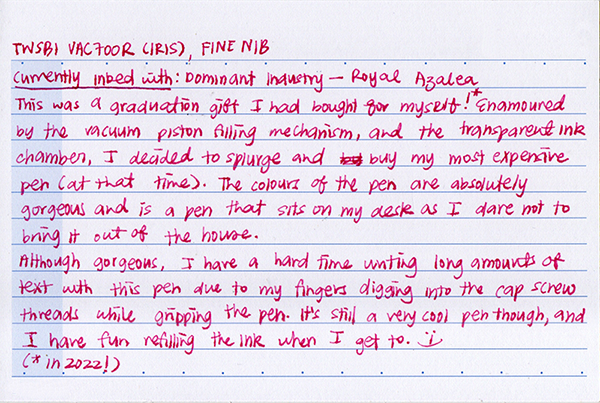 TWSBI VAC700R (IRIS), FINE NIB
Currently inked with: Dominant Industry - Royal Azalea
This was a graduation gift I had bought for myself!* Enamoured
by the vacuum piston filling mechanism, and the transparent ink
chamber, I decided to splurge and buy my most expensive
pen (at that time). The colours of the pen are absolutely
gorgeous and is a pen that sits on my desk as I dare not to
bring it out of the house.
Although gorgeous, I have a hard time writing long amounts of
text with this pen due to my fingers digging into the cap screw
threads while gripping the pen. It's still a very cool pen though, and
I have fun refilling the ink when I get to. :)
(* in 2022!)